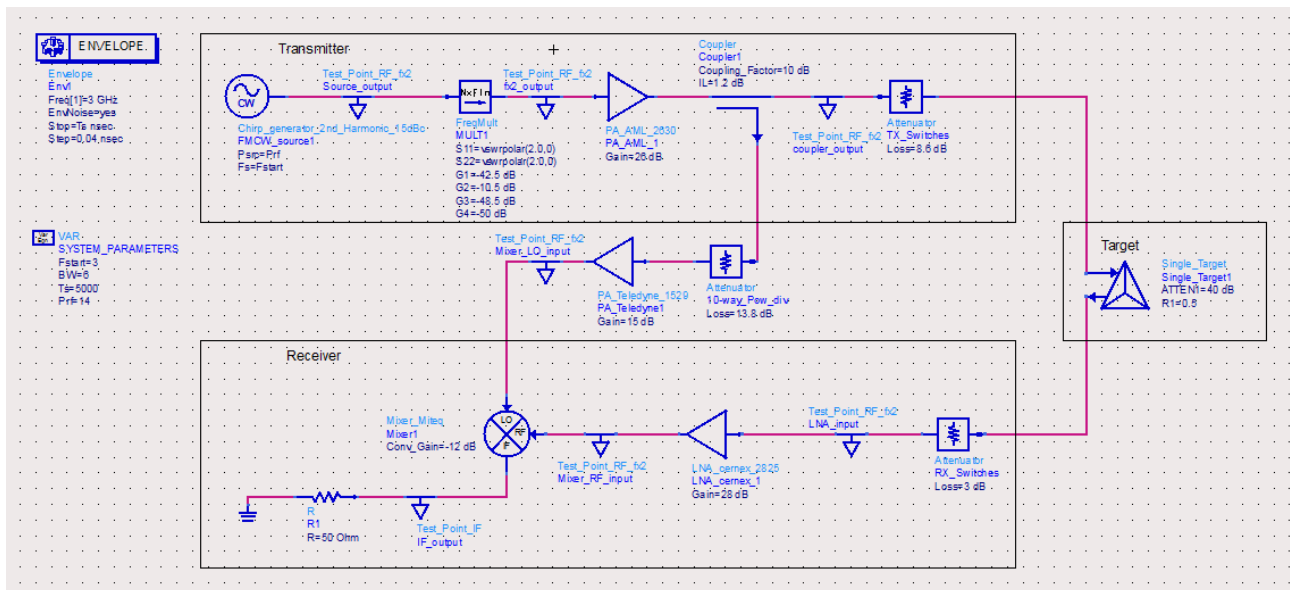 ENVELOPE
Envelope
Env1
Freq[1]=3 GHz
EnvNoise=yes
Stop=Ts nsec
Step=0,04 nsec
Transmitter
CW
Chirp_generator_2nd_Harmonic_15dBc
FMCW_source1
Psrp=Prf
Fs=Fstart
Test_Point_RF_fx2
Source_output
NxFin
FreqMult
MULT1
S11=vswrpolar(2.0,0)
S22=vswrpolar(2.0,0)
G1=-42.5 dB
G2=-10.5 dB
G3=-48.5 dB
G4=-50 dB
Test_Point_RF_fx2
fx2_output
PA_AML_2630
PA_AML_1
Gain=26 dB
Coupler
Coupler1
Coupling_Factor=10 dB
IL=1.2 dB
Test_Point_RF_fx2
coupler_output
Attenuator
TX_Switches
Loss=8.6 dB
Var
Eqn
VAR
SYSTEM_PARAMETERS
Fstart=3
BW=6
Ts=5000
Prf=14
Test_Point_RF_fx2
Mixer_LO_input
PA_Teledyne_1529
PA_Teledyne1
Gain=15 dB
Attenuator
10-way_Pow_div
Loss=13.8 dB
Target
Single_Target
Single_Target1
ATTEN1=40 dB
R1=0.5
Receiver
Mixer_Miteq
Mixer1
Conv_Gain=-12 dB
LO
RF
IF
Test_Point_RF_fx2
Mixer_RF_input
LNA_cernex_2825
LNA_cernex_1
Gain=28 dB
Test_Point_RF_fx2
LNA_input
Attenuator
RX_Switches
Loss=3 dB
R
R1
R=50 Ohm
Test_Point_IF
IF_output